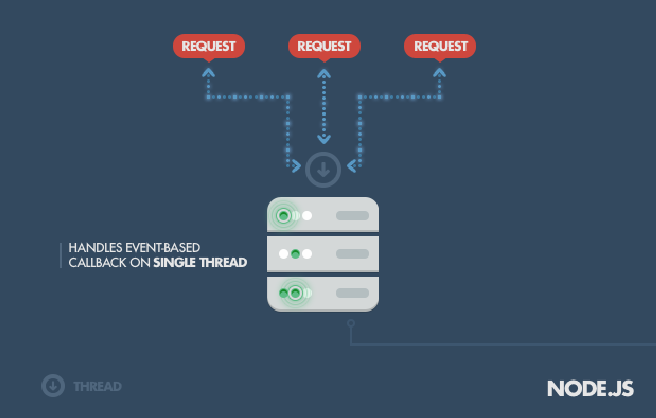 REQUEST REQUEST REQUEST
HANDLES EVENT-BASED
CALLBACK ON SINGLE THREAD
THREAD
NODE.JS